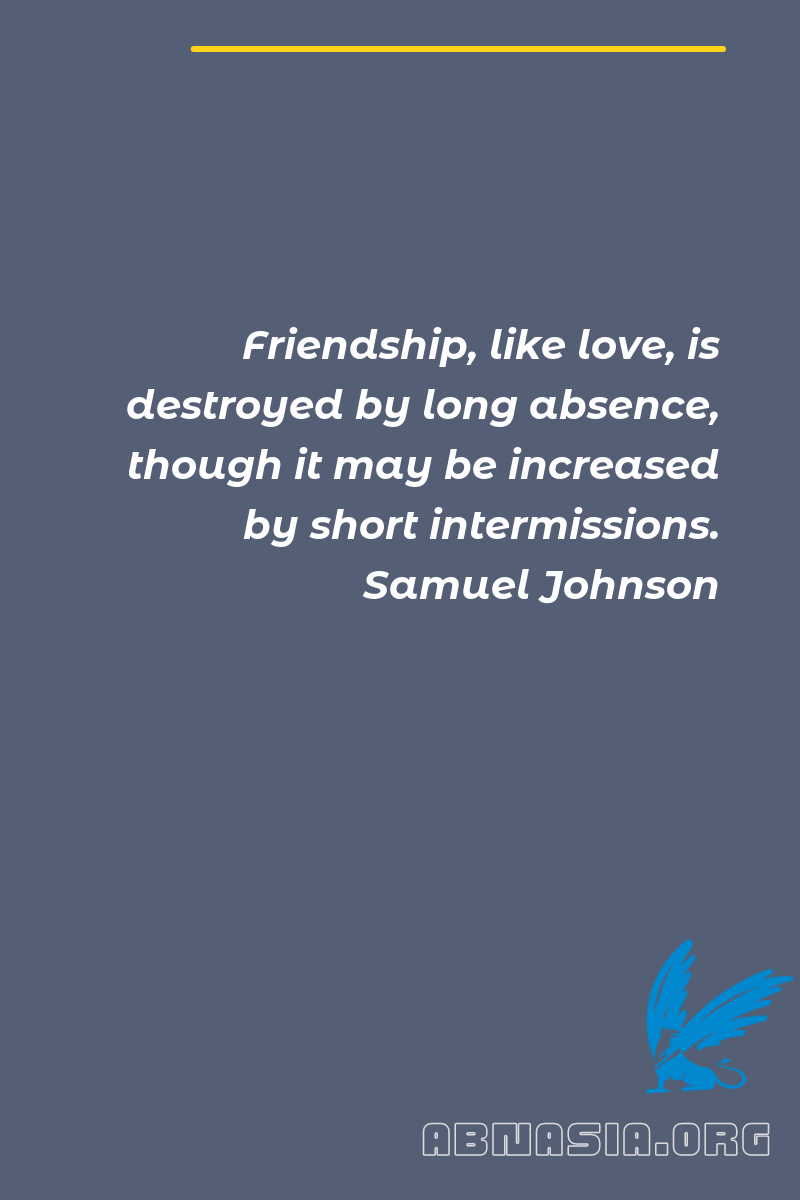 Friendship, like love, is
destroyed by long absence,
though it may be increased
by short intermissions.
Samuel Johnson
ABNASIA.ORG